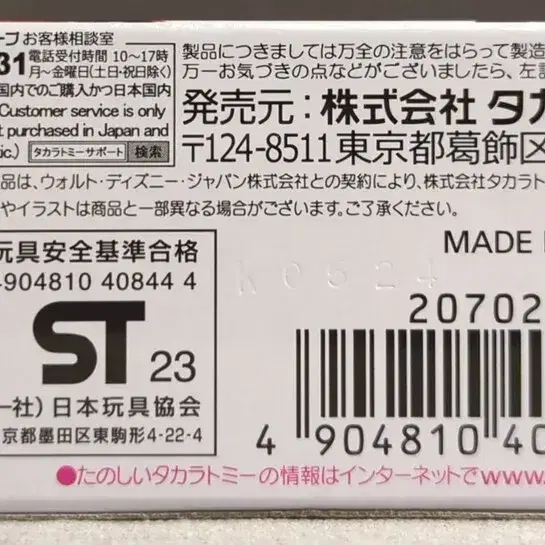 ープ お客様相談室
31 電話受付時間 10〜17時
月〜金曜日(土日・祝日除く)
国内でのご購入かつ日本国内
Customer service is only
t purchased in Japan and
ic.) タカラトミーサポート 検索
製品につきましては万全の注意をはらって製造
万一お気づきの点などがございましたら、左
発売元：株式会社 タカ
〒124-8511東京都葛飾区
品は、ウォルト・ディズニー・ジャパン株式会社との契約により、株式会社タカラト
やイラストは商品と一部異なる場合がございます。ご了承ください。
玩具安全基準合格
904810 40844 4
ST 23
一社) 日本玩具協会
京都墨田区東駒形4-22-4
MADE
K0624
20702
4 904810 40
●たのしいタカラトミーの情報はインターネットでwww.